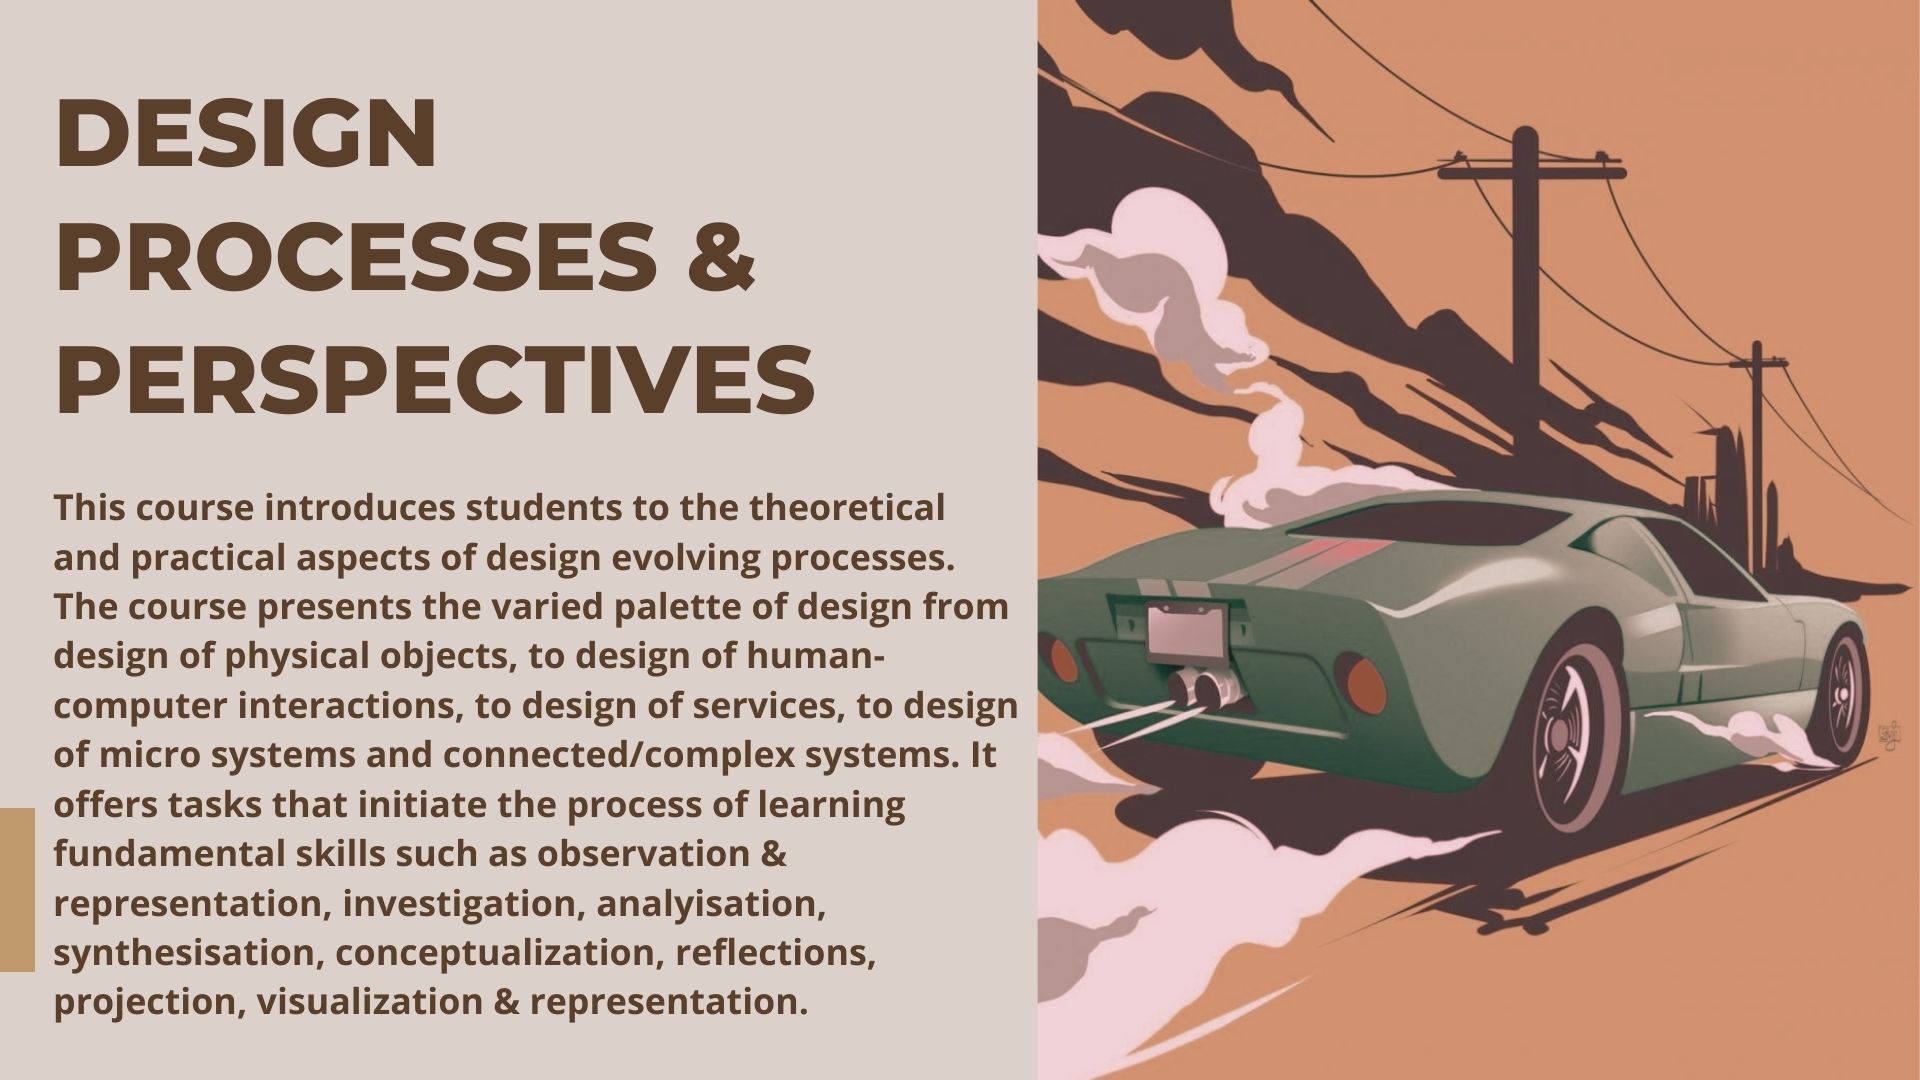 DESIGN
PROCESSES &
PERSPECTIVES
This course introduces students to the theoretical
and practical aspects of design evolving processes.
The course presents the varied palette of design from
design of physical objects, to design of human-
computer interactions, to design of services, to design
of micro systems and connected/complex systems. It
offers tasks that initiate the process of learning
fundamental skills such as observation &
representation, investigation, analyisation,
synthesisation, conceptualization, reflections,
projection, visualization & representation.